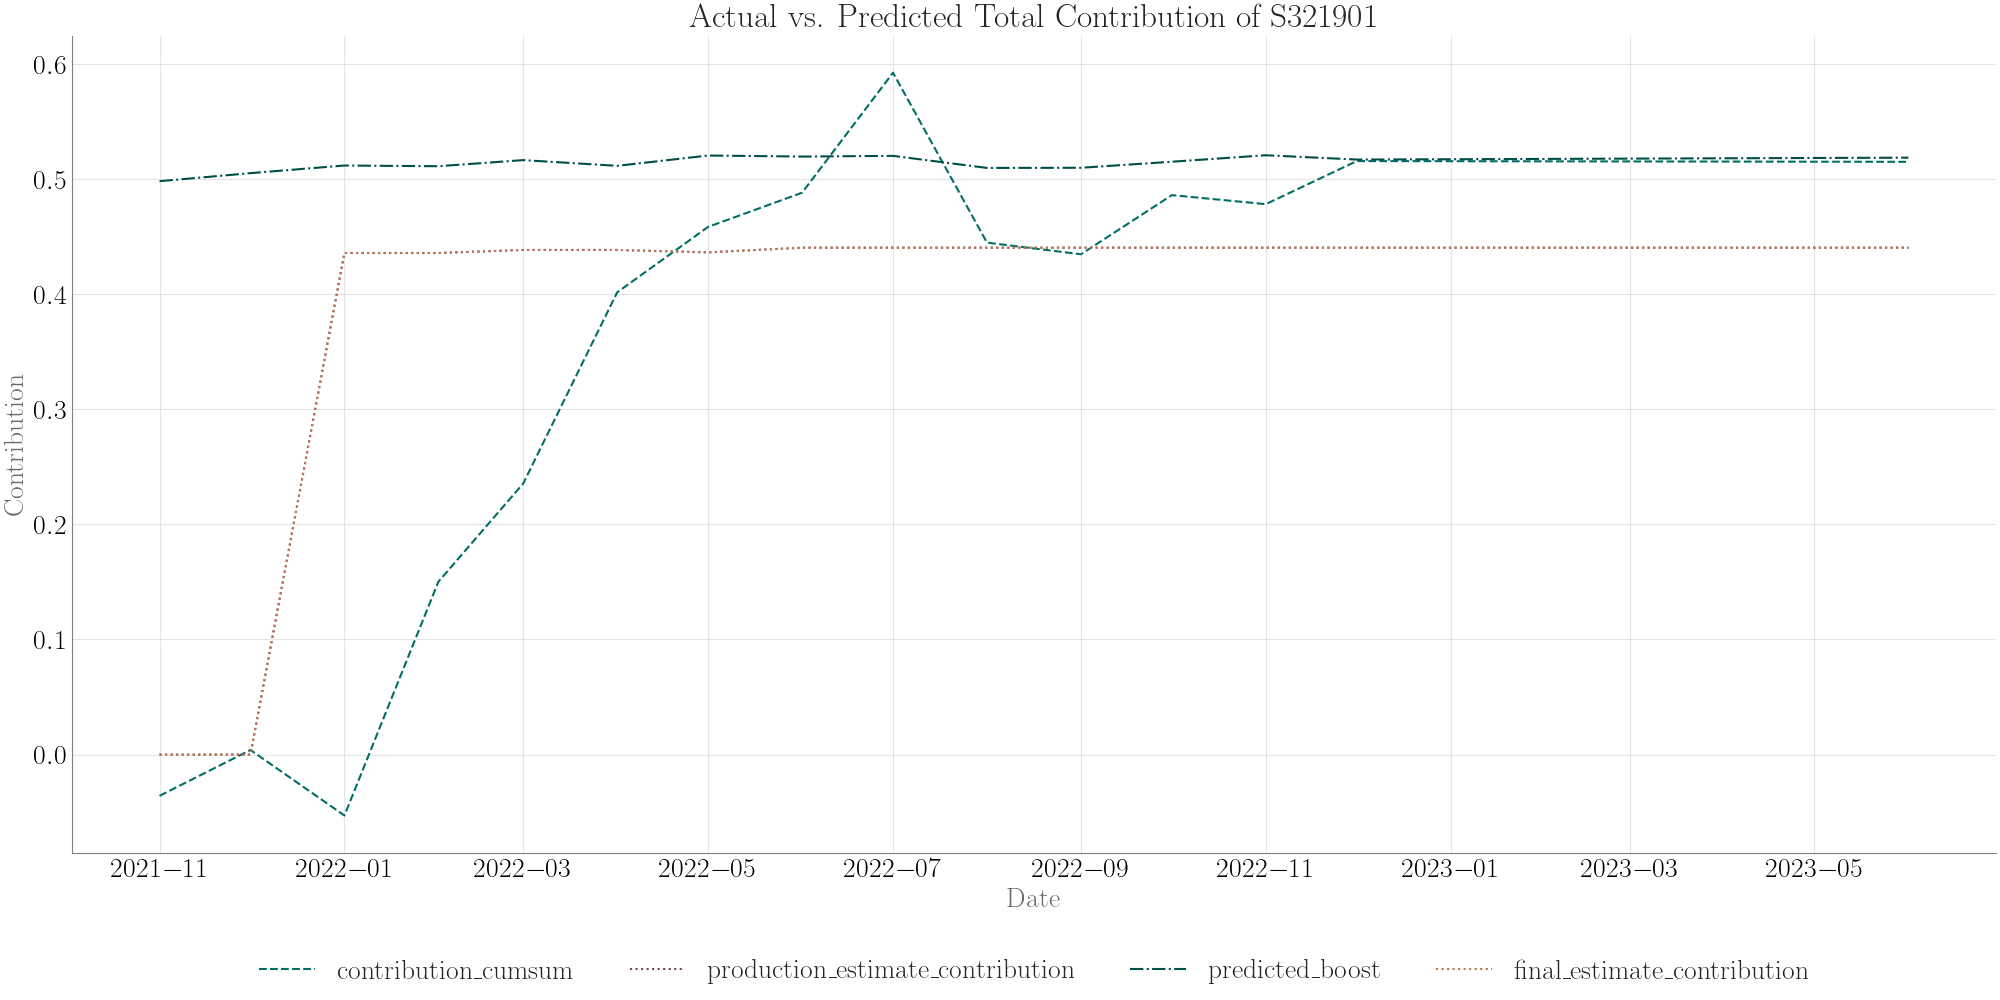 Actual vs. Predicted Total Contribution of S321901
0.6
0.5
0.4
0.3
0.2
0.1
0.0
Contribution
2021−11 2022−01 2022−03 2022−05 2022−07 2022−09 2022−11 2023−01 2023−03 2023−05
Date
contribution_cumsum production_estimate_contribution predicted_boost final_estimate_contribution